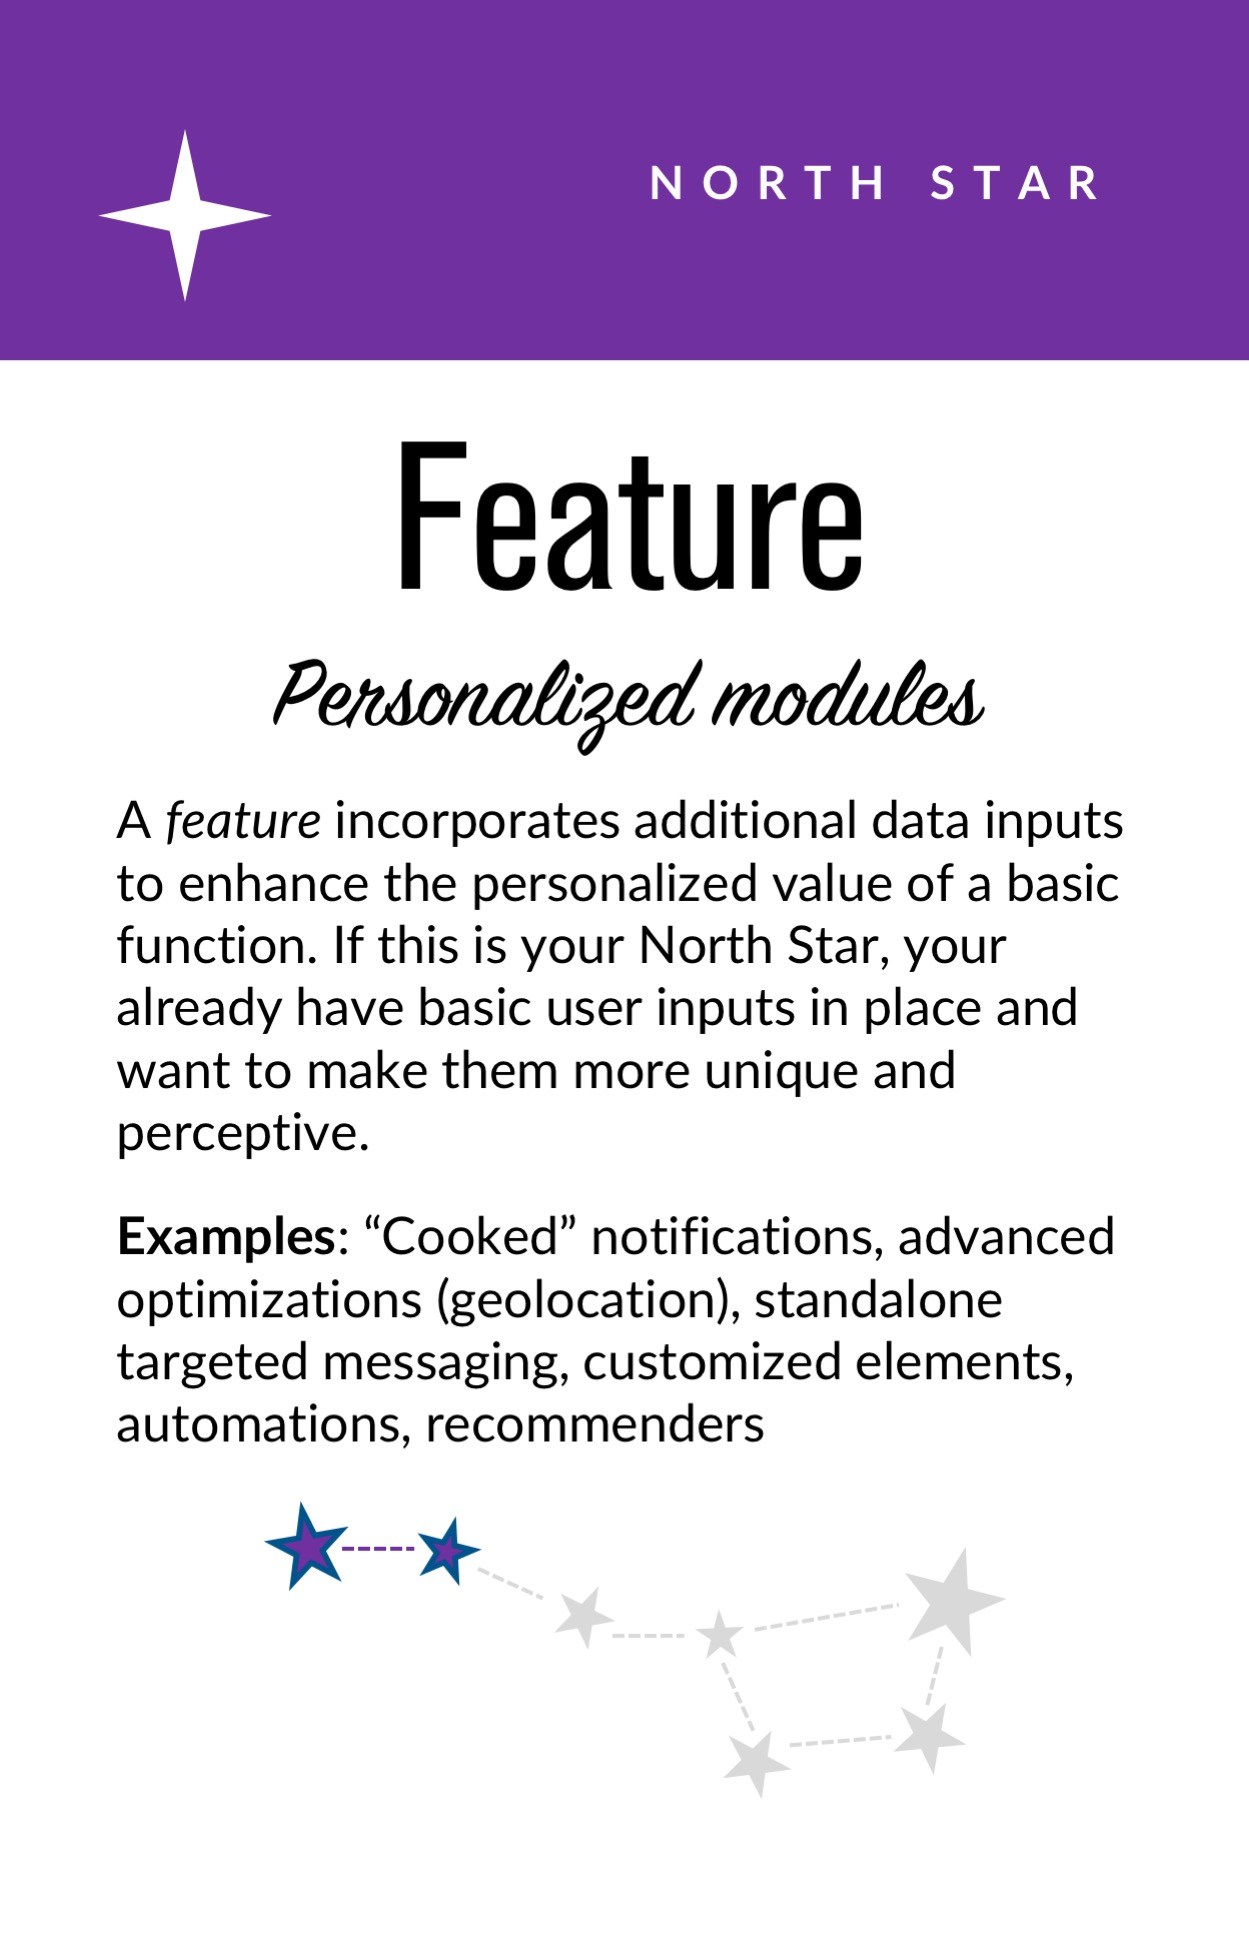 NORTH STAR
Feature
Personalized modules
A feature incorporates additional data inputs
to enhance the personalized value of a basic
function. If this is your North Star, your
already have basic user inputs in place and
want to make them more unique and
perceptive.
Examples: “Cooked” notifications, advanced
optimizations (geolocation), standalone
targeted messaging, customized elements,
automations, recommenders